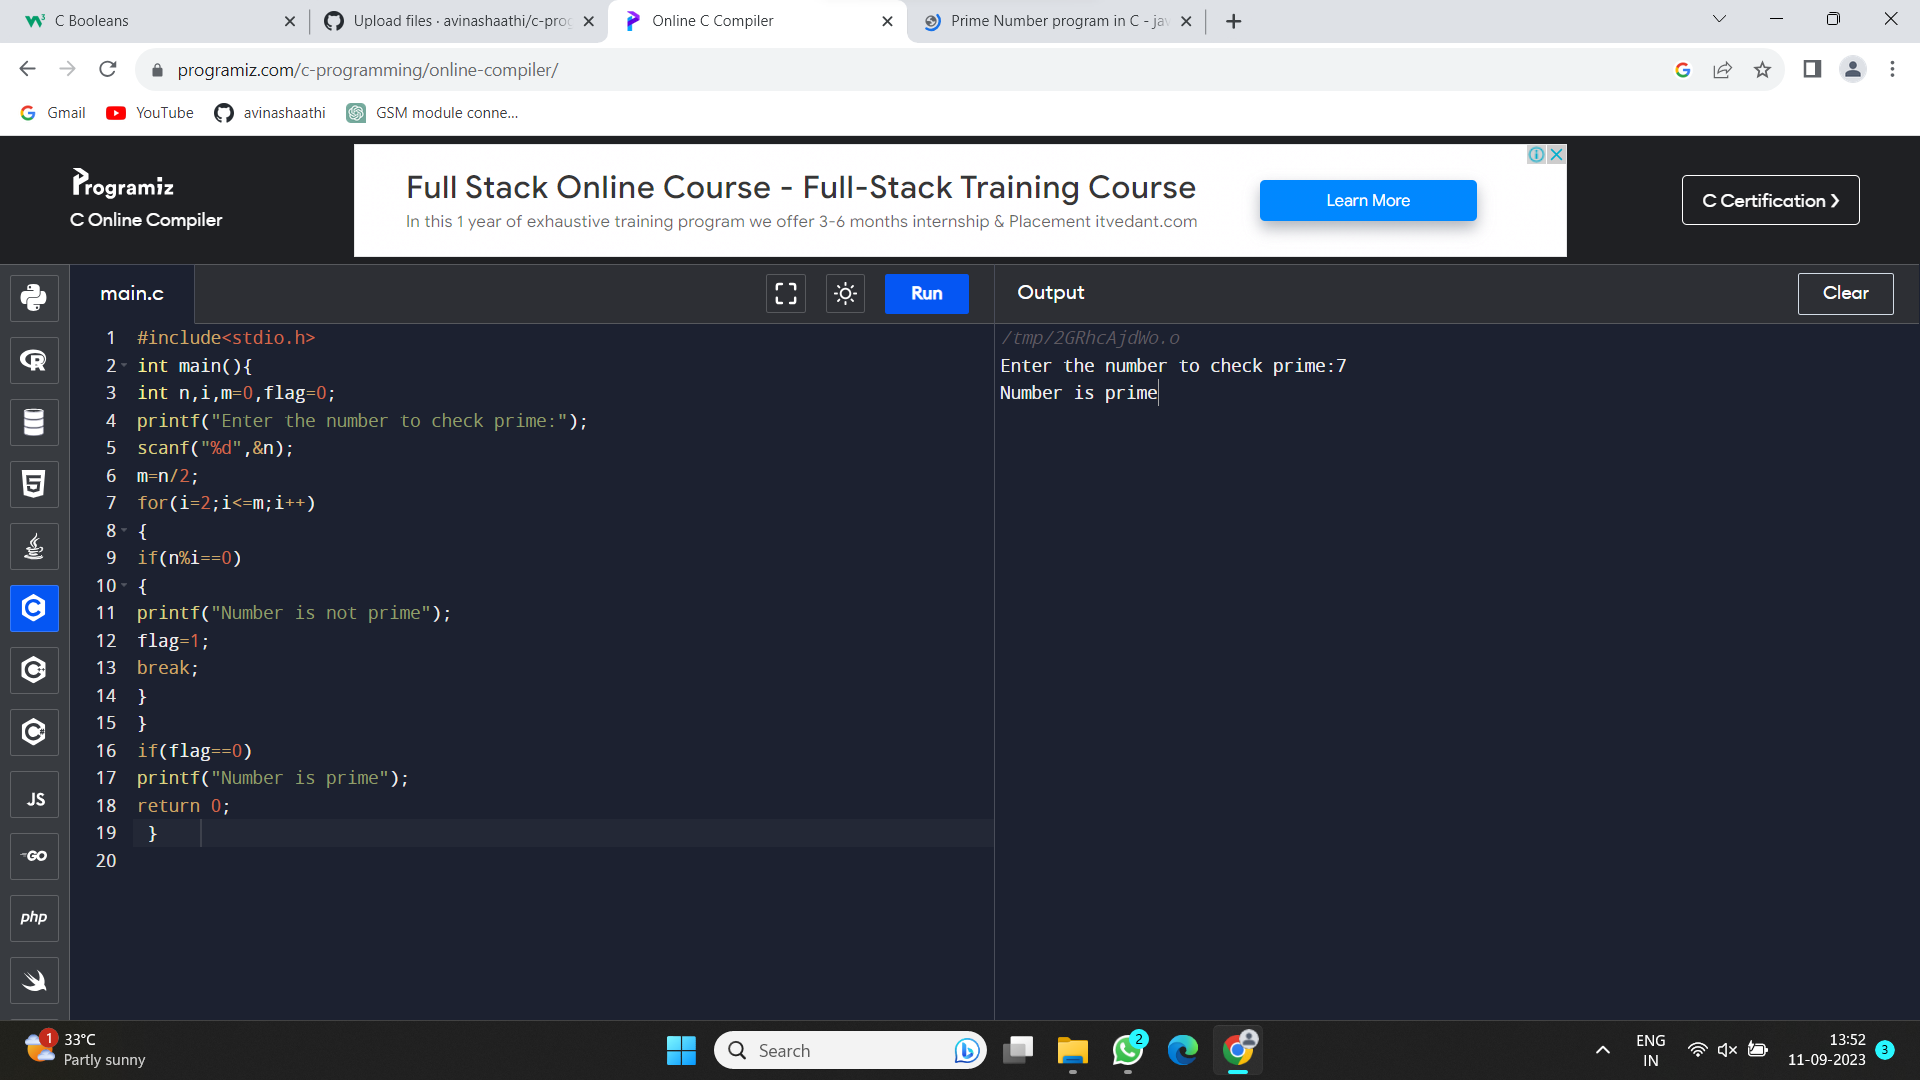 C Booleans
Upload files · avinashaathi/c-prog
Online C Compiler
Prime Number program in C - jav
programiz.com/c-programming/online-compiler/
Gmail
YouTube
avinashaathi
GSM module conne...
Programiz
C Online Compiler
Full Stack Online Course - Full-Stack Training Course
In this 1 year of exhaustive training program we offer 3-6 months internship & Placement itvedant.com
Learn More
C Certification ❯
main.c
Run
Output
Clear
1 #include<stdio.h>
2 int main(){
3 int n,i,m=0,flag=0;
4 printf("Enter the number to check prime:");
5 scanf("%d",&n);
6 m=n/2;
7 for(i=2;i<=m;i++)
8 {
9 if(n%i==0)
10 {
11 printf("Number is not prime");
12 flag=1;
13 break;
14 }
15 }
16 if(flag==0)
17 printf("Number is prime");
18 return 0;
19 }
20
/tmp/2GRhcAjdWo.o
Enter the number to check prime:7
Number is prime
R
5
C
C++
C#
JS
GO
php
1
33°C
Partly sunny
Search
2
ENG
IN
13:52
11-09-2023
3